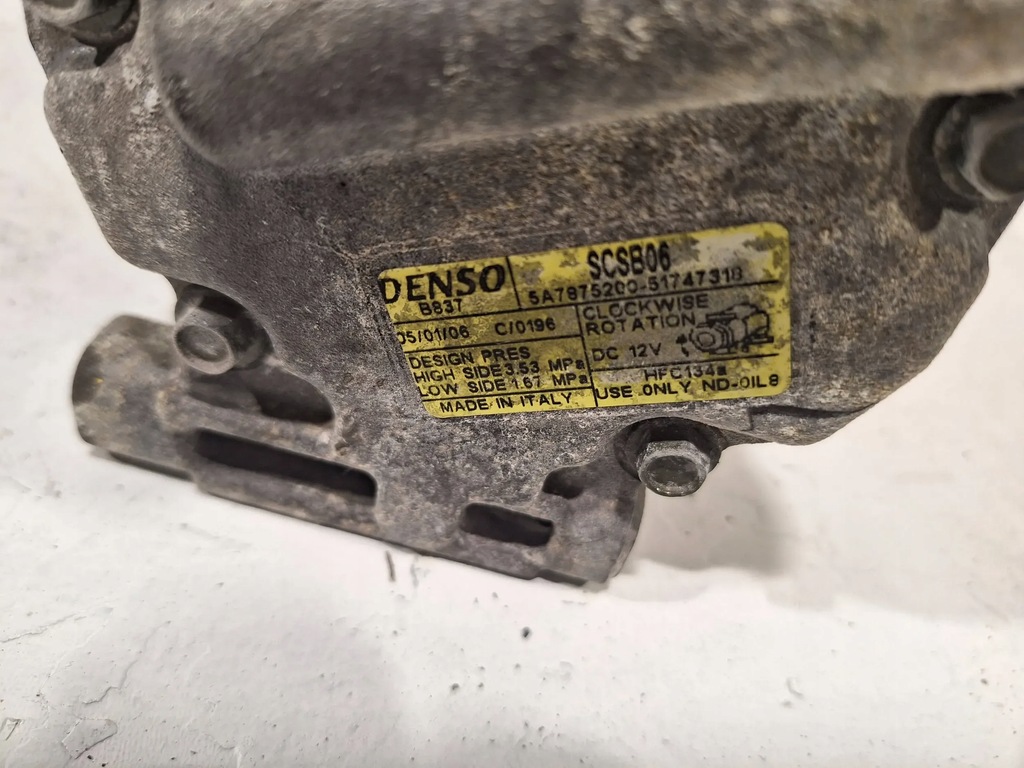 DENSO
B83T
SCSB06
5A7875200-51747318
05/01/06 C/0196
DESIGN PRES
HIGH SIDE 3.53 MPa
LOW SIDE 1.67 MPa
MADE IN ITALY
CLOCKWISE
ROTATION
DC 12V
HFC134a
USE ONLY ND-OIL8